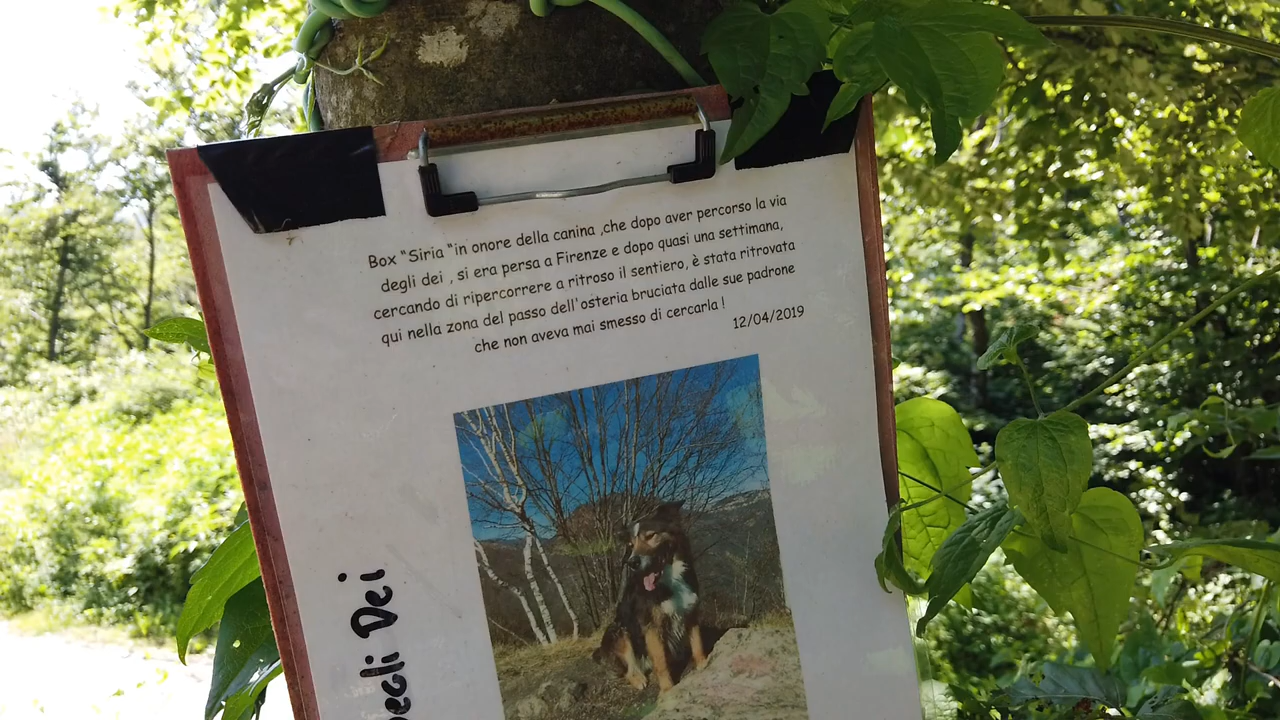 Box "Siria "in onore della canina ,che dopo aver percorso la via
degli dei , si era persa a Firenze e dopo quasi una settimana,
cercando di ripercorrere a ritroso il sentiero, è stata ritrovata
qui nella zona del passo dell'osteria bruciata dalle sue padrone
che non aveva mai smesso di cercarla !
12/04/2019
Degli Dei